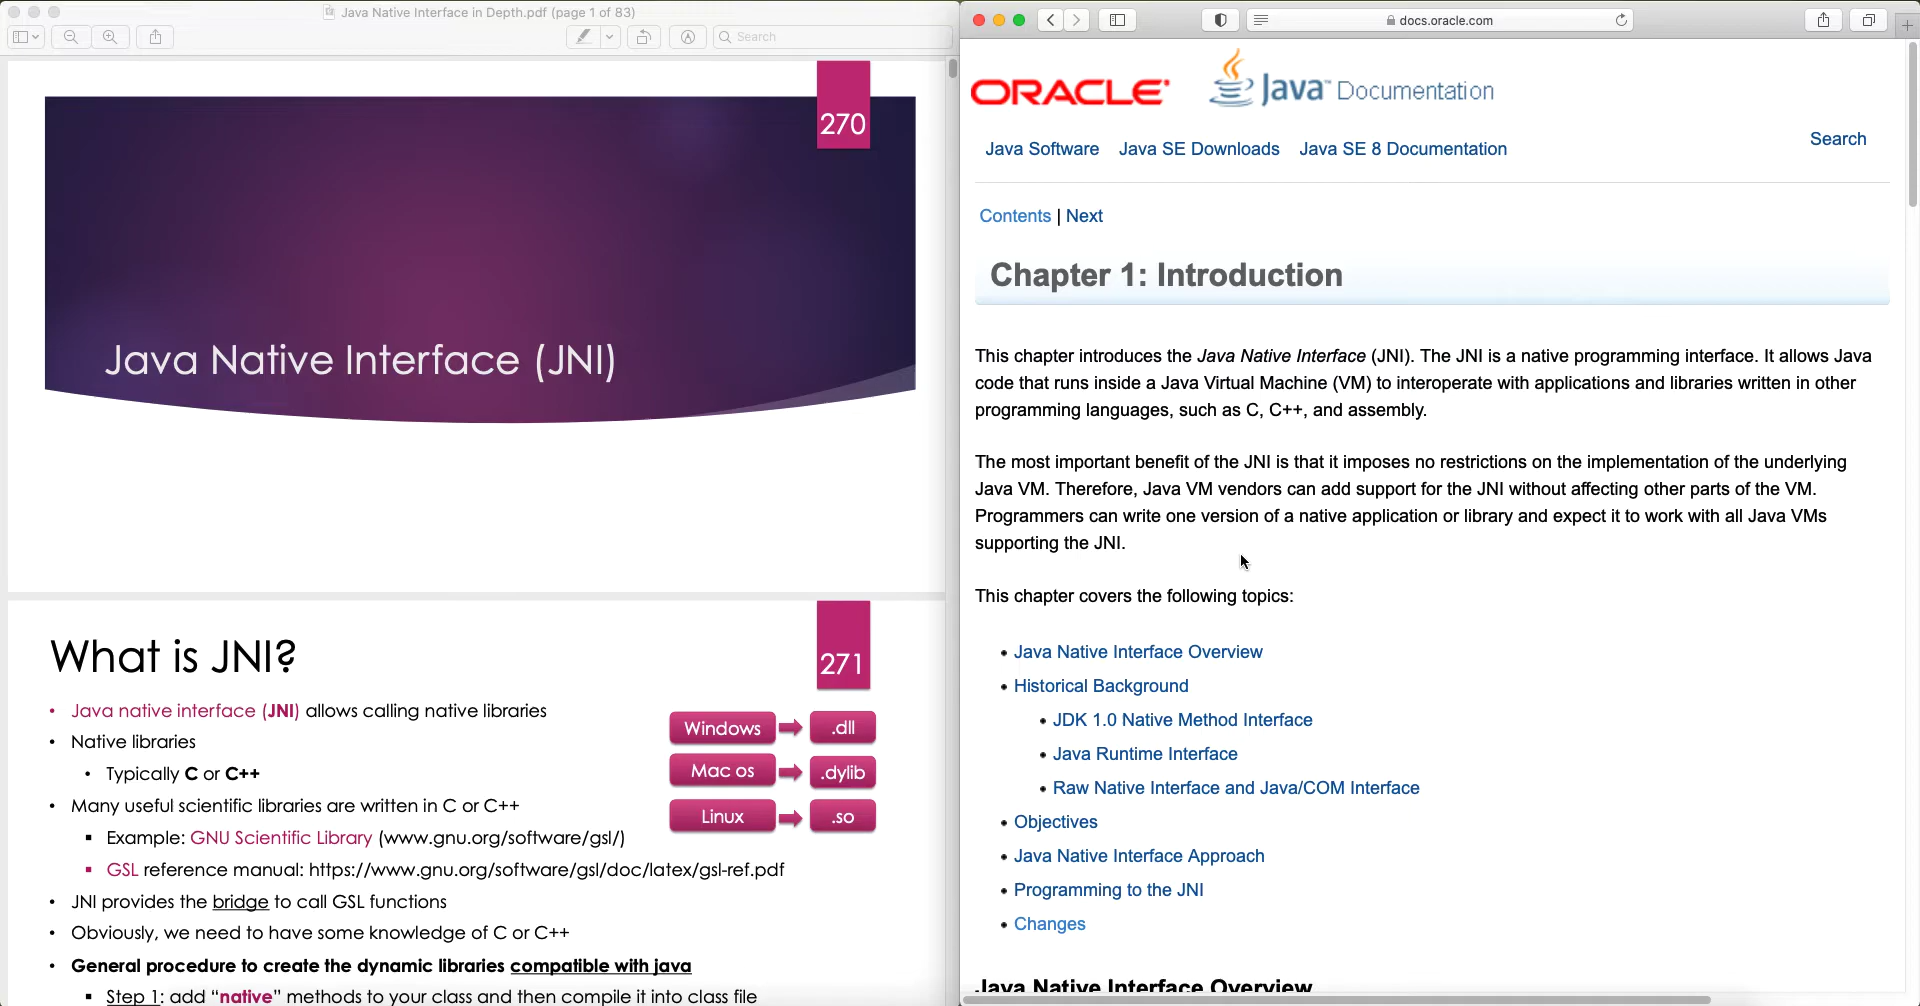 Java Native Interface in Depth.pdf (page 1 of 83)
Search
270
Java Native Interface (JNI)
271
What is JNI?
• Java native interface (JNI) allows calling native libraries
• Native libraries
• Typically C or C++
• Many useful scientific libraries are written in C or C++
▪ Example: GNU Scientific Library (www.gnu.org/software/gsl/)
▪ GSL reference manual: https://www.gnu.org/software/gsl/doc/latex/gsl-ref.pdf
• JNI provides the bridge to call GSL functions
• Obviously, we need to have some knowledge of C or C++
• General procedure to create the dynamic libraries compatible with java
▪ Step 1: add “native” methods to your class and then compile it into class file
Windows .dll
Mac os .dylib
Linux .so
docs.oracle.com
ORACLE Java™ Documentation
Java Software Java SE Downloads Java SE 8 Documentation
Search
Contents | Next
Chapter 1: Introduction
This chapter introduces the Java Native Interface (JNI). The JNI is a native programming interface. It allows Java
code that runs inside a Java Virtual Machine (VM) to interoperate with applications and libraries written in other
programming languages, such as C, C++, and assembly.
The most important benefit of the JNI is that it imposes no restrictions on the implementation of the underlying
Java VM. Therefore, Java VM vendors can add support for the JNI without affecting other parts of the VM.
Programmers can write one version of a native application or library and expect it to work with all Java VMs
supporting the JNI.
This chapter covers the following topics:
• Java Native Interface Overview
• Historical Background
• JDK 1.0 Native Method Interface
• Java Runtime Interface
• Raw Native Interface and Java/COM Interface
• Objectives
• Java Native Interface Approach
• Programming to the JNI
• Changes
Java Native Interface Overview